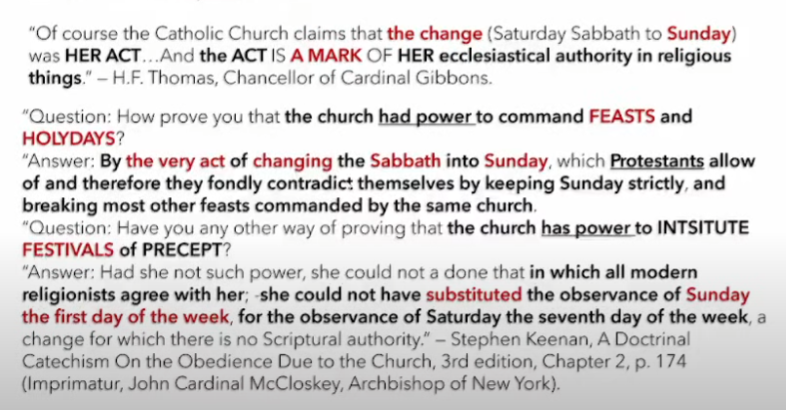 “Of course the Catholic Church claims that the change (Saturday Sabbath to Sunday)
was HER ACT…And the ACT IS A MARK OF HER ecclesiastical authority in religious
things.” – H.F. Thomas, Chancellor of Cardinal Gibbons.
“Question: How prove you that the church had power to command FEASTS and
HOLYDAYS?
“Answer: By the very act of changing the Sabbath into Sunday, which Protestants allow
of and therefore they fondly contradict themselves by keeping Sunday strictly, and
breaking most other feasts commanded by the same church.
“Question: Have you any other way of proving that the church has power to INTSITUTE
FESTIVALS of PRECEPT?
“Answer: Had she not such power, she could not a done that in which all modern
religionists agree with her; -she could not have substituted the observance of Sunday
the first day of the week, for the observance of Saturday the seventh day of the week, a
change for which there is no Scriptural authority.” – Stephen Keenan, A Doctrinal
Catechism On the Obedience Due to the Church, 3rd edition, Chapter 2, p. 174
(Imprimatur, John Cardinal McCloskey, Archbishop of New York).